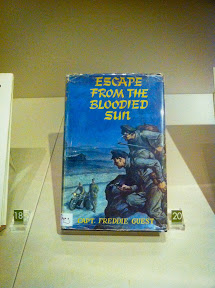 ESCAPE
FROM THE
BLOODIED
SUN
CAPT. FREDDIE GUEST
18
20